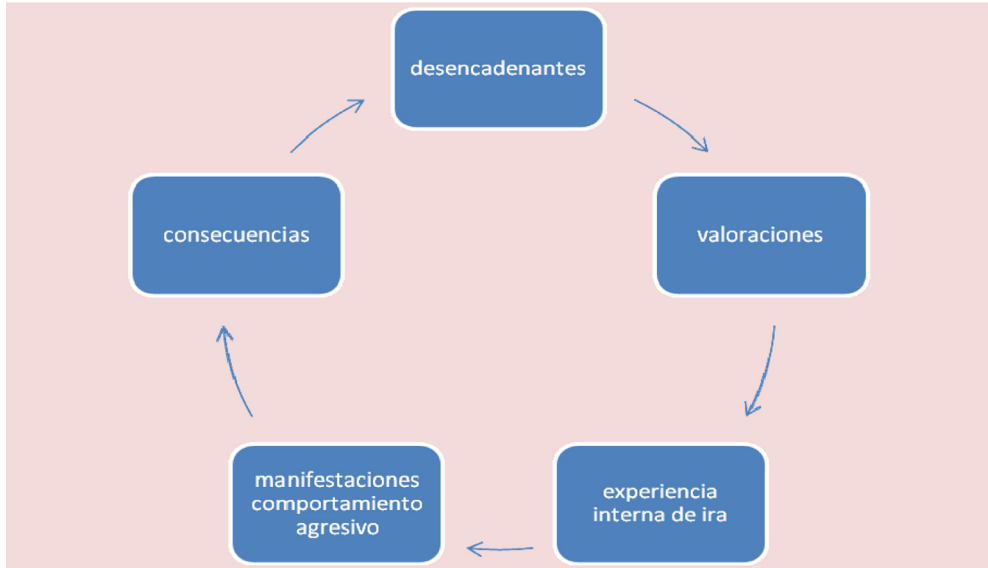 desencadenantes
valoraciones
experiencia
interna de ira
manifestaciones
comportamiento
agresivo
consecuencias